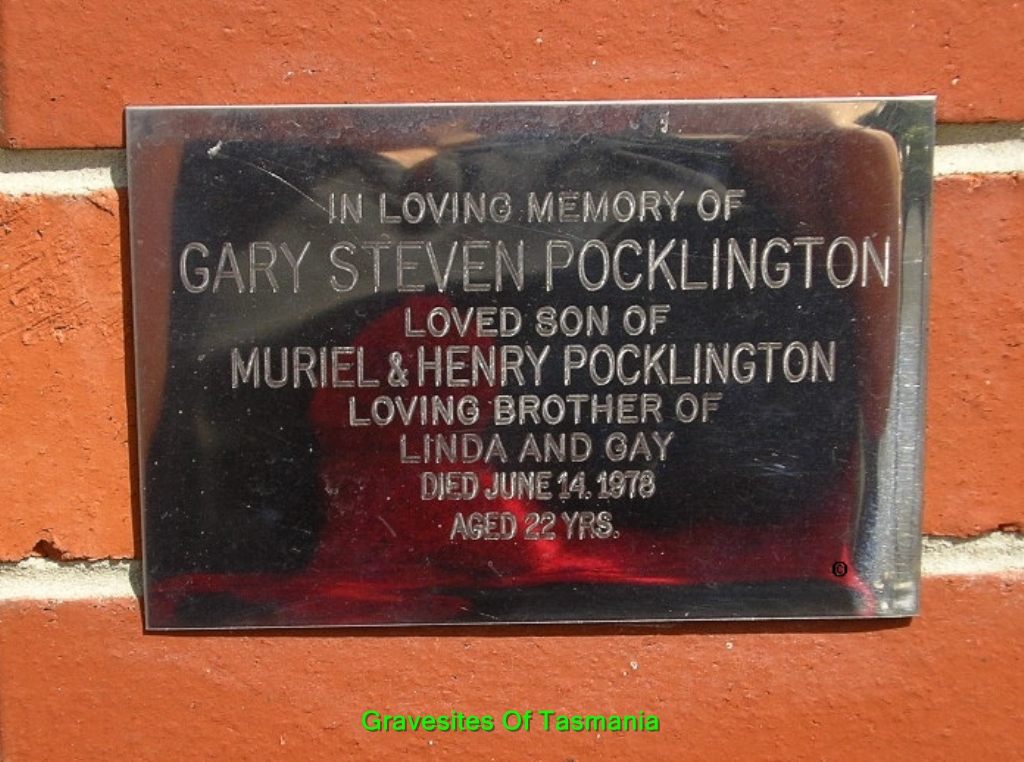 IN LOVING MEMORY OF
GARY STEVEN POCKLINGTON
LOVED SON OF
MURIEL & HENRY POCKLINGTON
LOVING BROTHER OF
LINDA AND GAY
DIED JUNE 14. 1978
AGED 22 YRS.
©
Gravesites Of Tasmania